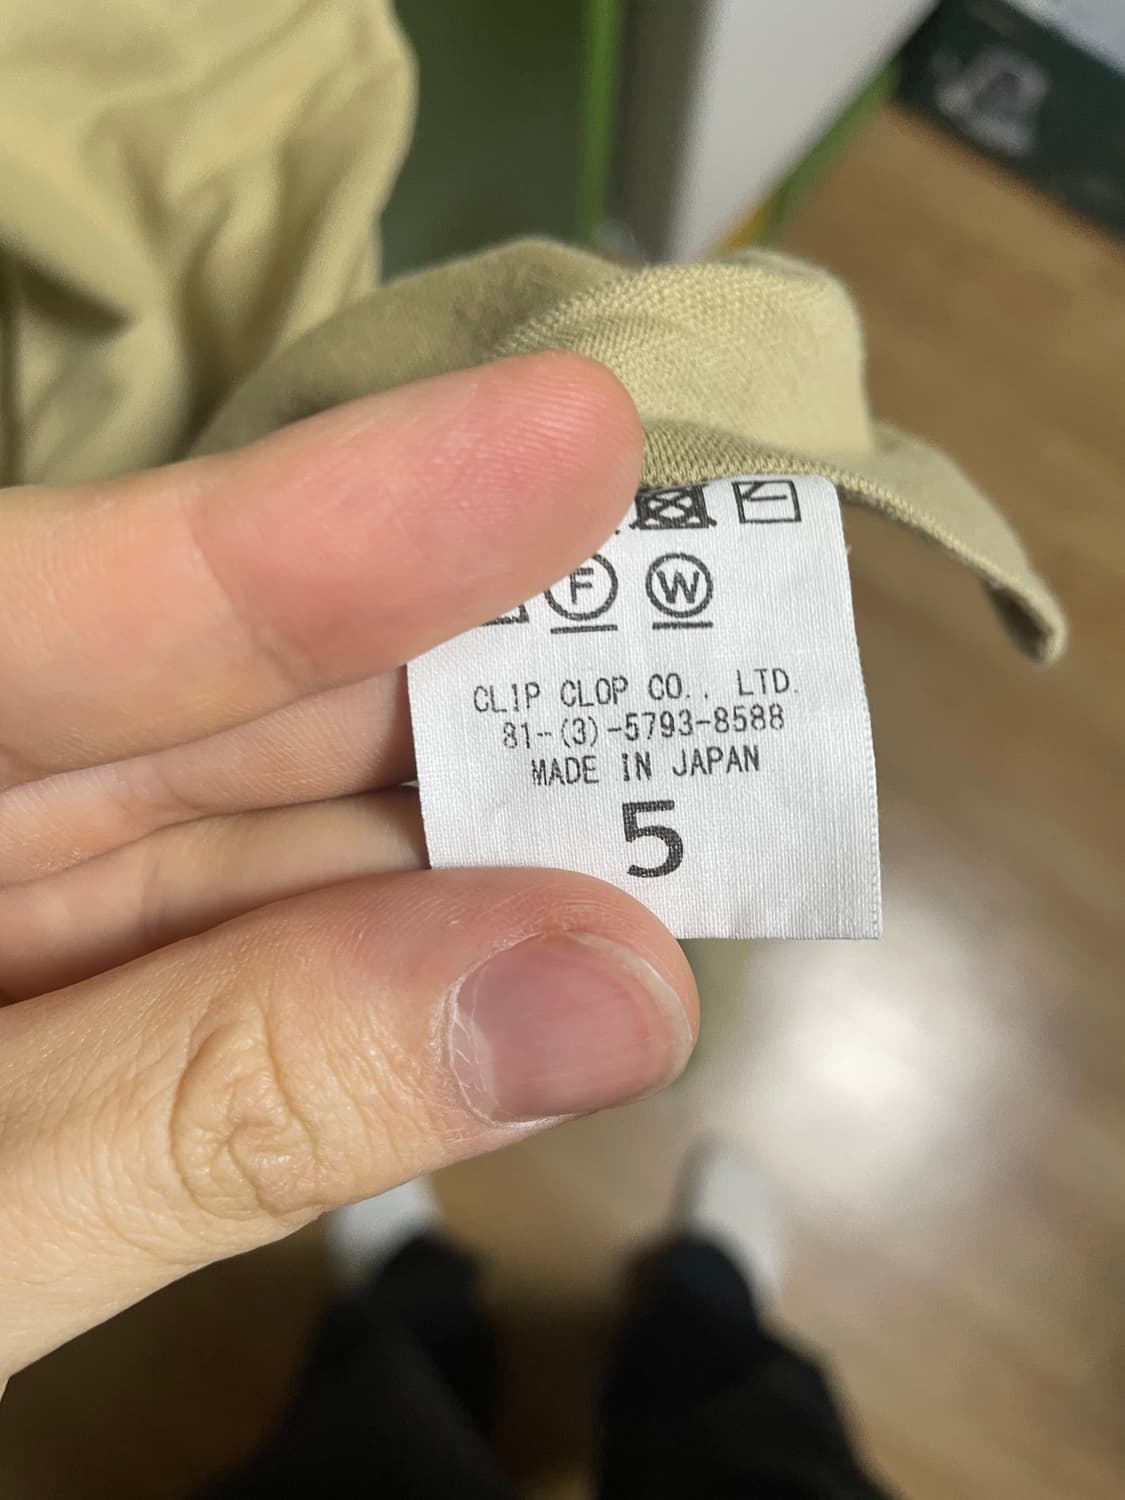 F W
CLIP CLOP CO., LTD.
81-(3)-5793-8588
MADE IN JAPAN
5